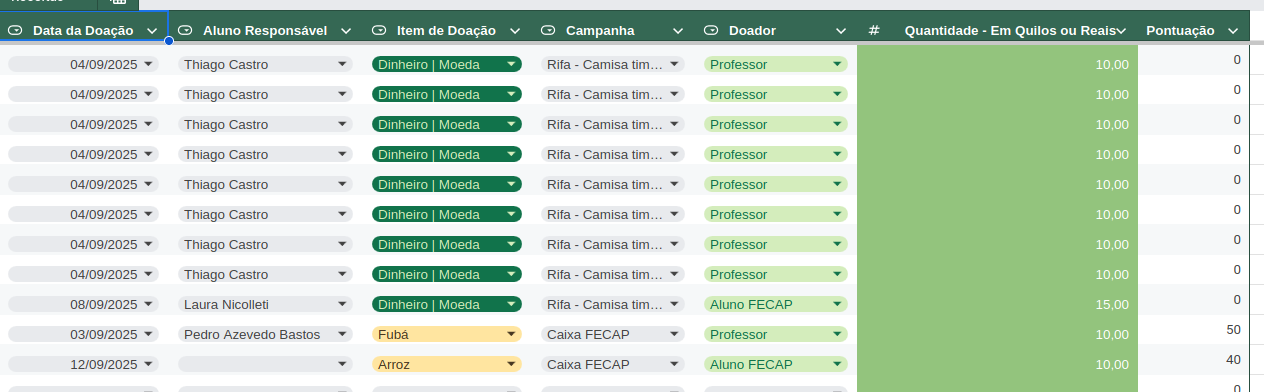 Data da Doação Aluno Responsável Item de Doação Campanha Doador # Quantidade - Em Quilos ou Reais Pontuação
04/09/2025 Thiago Castro Dinheiro | Moeda Rifa - Camisa tim… Professor 10,00 0
04/09/2025 Thiago Castro Dinheiro | Moeda Rifa - Camisa tim… Professor 10,00 0
04/09/2025 Thiago Castro Dinheiro | Moeda Rifa - Camisa tim… Professor 10,00 0
04/09/2025 Thiago Castro Dinheiro | Moeda Rifa - Camisa tim… Professor 10,00 0
04/09/2025 Thiago Castro Dinheiro | Moeda Rifa - Camisa tim… Professor 10,00 0
04/09/2025 Thiago Castro Dinheiro | Moeda Rifa - Camisa tim… Professor 10,00 0
04/09/2025 Thiago Castro Dinheiro | Moeda Rifa - Camisa tim… Professor 10,00 0
04/09/2025 Thiago Castro Dinheiro | Moeda Rifa - Camisa tim… Professor 10,00 0
08/09/2025 Laura Nicolleti Dinheiro | Moeda Rifa - Camisa tim… Aluno FECAP 15,00 0
03/09/2025 Pedro Azevedo Bastos Fubá Caixa FECAP Professor 10,00 50
12/09/2025 Arroz Caixa FECAP Aluno FECAP 10,00 40
0